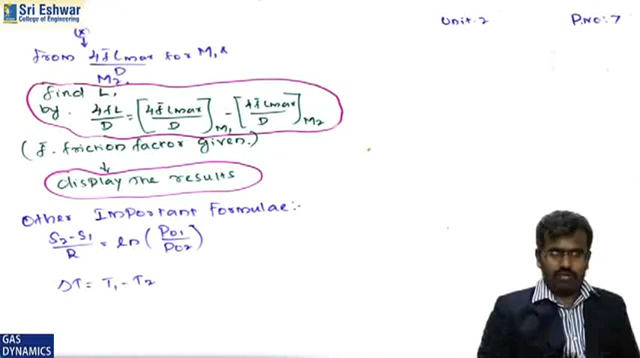 Sri Eshwar
College of Engineering
Unit:2
P.No:7
(x)
From 4f̄Lmax/D for M1 &
M2.
find L,
by. 4f̄L/D = [4f̄Lmax/D]M1 - [4f̄Lmax/D]M2
(f̄. friction factor given.)
display the results
Other Important Formulae:-
S2-S1/R = ln(P01/P02)
ΔT = T1 - T2
GAS
DYNAMICS